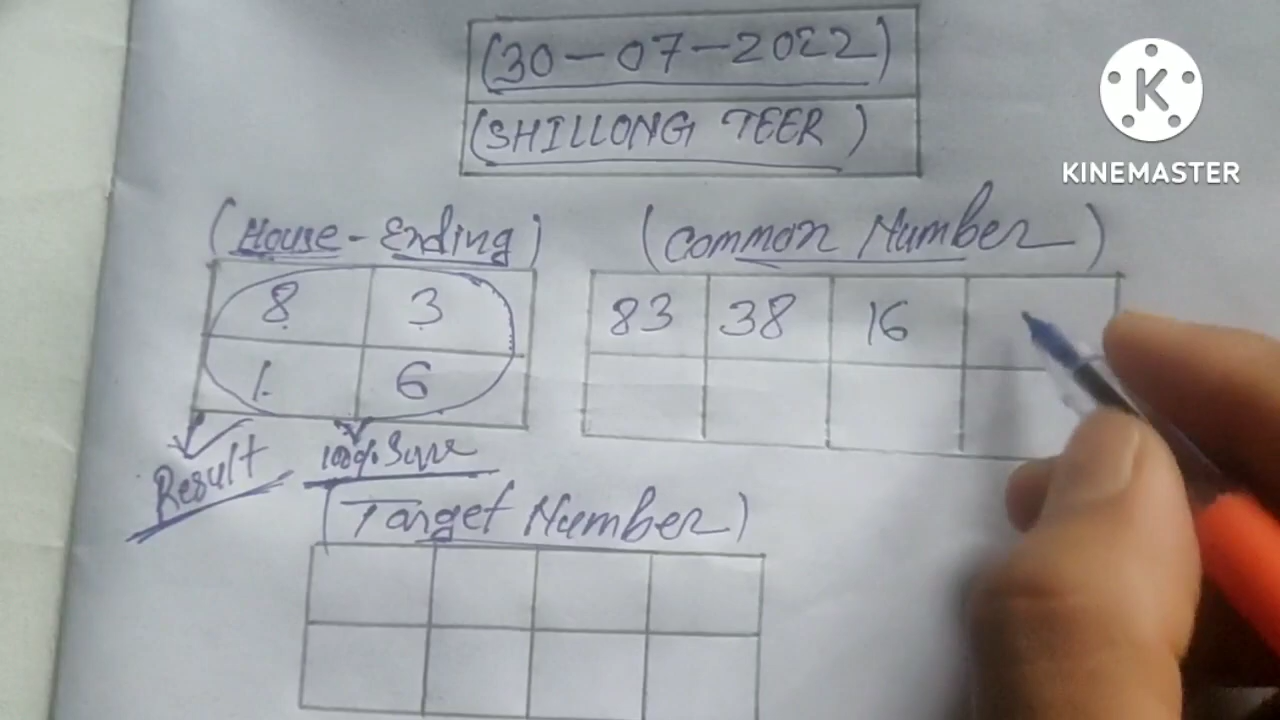 (30-07-2022)
(SHILLONG TEER)
KINEMASTER
(House-Ending)
8 3
1 6
Result 100% Sure
(Common Number)
83 38 16
(Target Number)